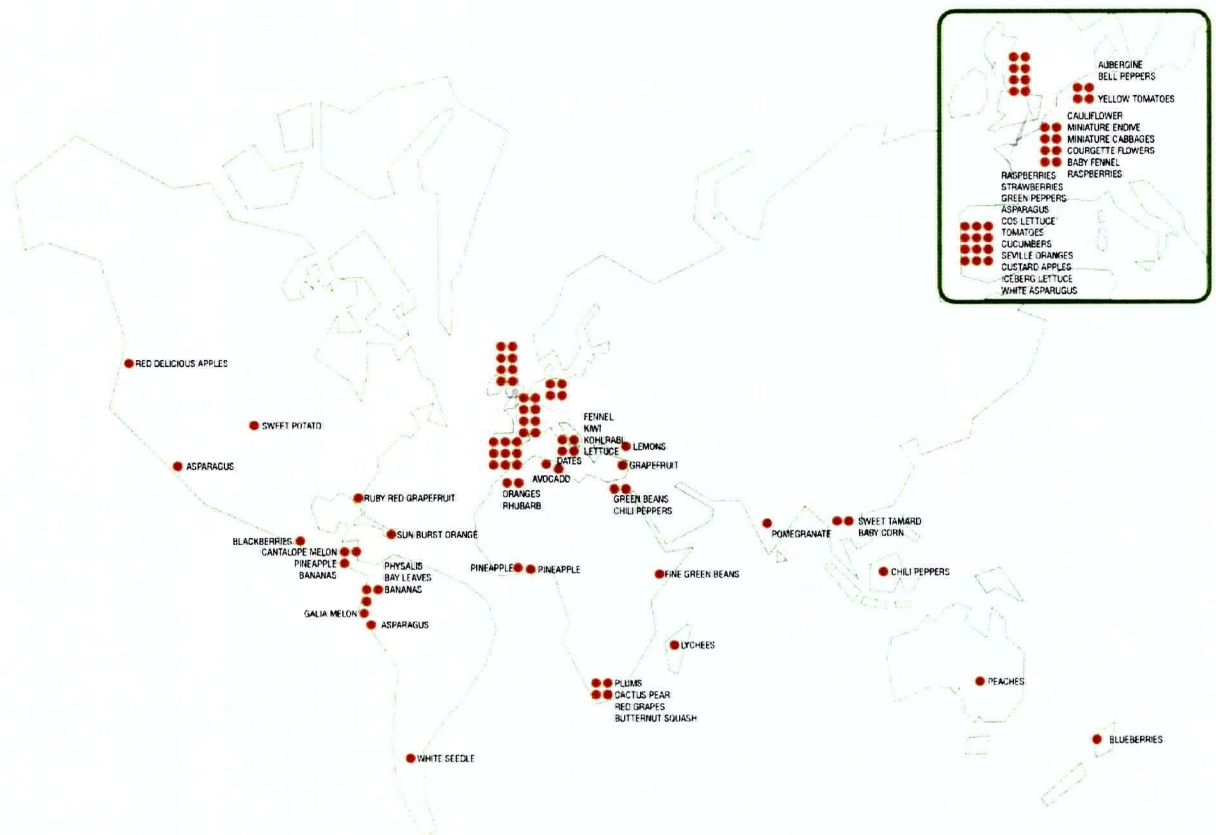 AUBERGINE
BELL PEPPERS
YELLOW TOMATOES
CAULIFLOWER
MINIATURE ENDIVE
MINIATURE CABBAGES
COURGETTE FLOWERS
BABY FENNEL
RASPBERRIES
RASPBERRIES
STRAWBERRIES
GREEN PEPPERS
ASPARAGUS
COS LETTUCE
TOMATOES
CUCUMBERS
SEVILLE ORANGES
CUSTARD APPLES
ICEBERG LETTUCE
WHITE ASPARUGUS
RED DELICIOUS APPLES
SWEET POTATO
ASPARAGUS
FENNEL
KIWI
KOHLRABI
LETTUCE
LEMONS
DATES
GRAPEFRUIT
AVOCADO
ORANGES
RHUBARB
GREEN BEANS
CHILI PEPPERS
RUBY RED GRAPEFRUIT
SUN BURST ORANGE
POMEGRANATE
SWEET TAMARD
BABY CORN
BLACKBERRIES
CANTALOPE MELON
PINEAPPLE
BANANAS
PHYSALIS
BAY LEAVES
BANANAS
GALIA MELON
ASPARAGUS
PINEAPPLE
PINEAPPLE
FINE GREEN BEANS
CHILI PEPPERS
LYCHEES
PLUMS
CACTUS PEAR
RED GRAPES
BUTTERNUT SQUASH
PEACHES
WHITE SEEDLE
BLUEBERRIES